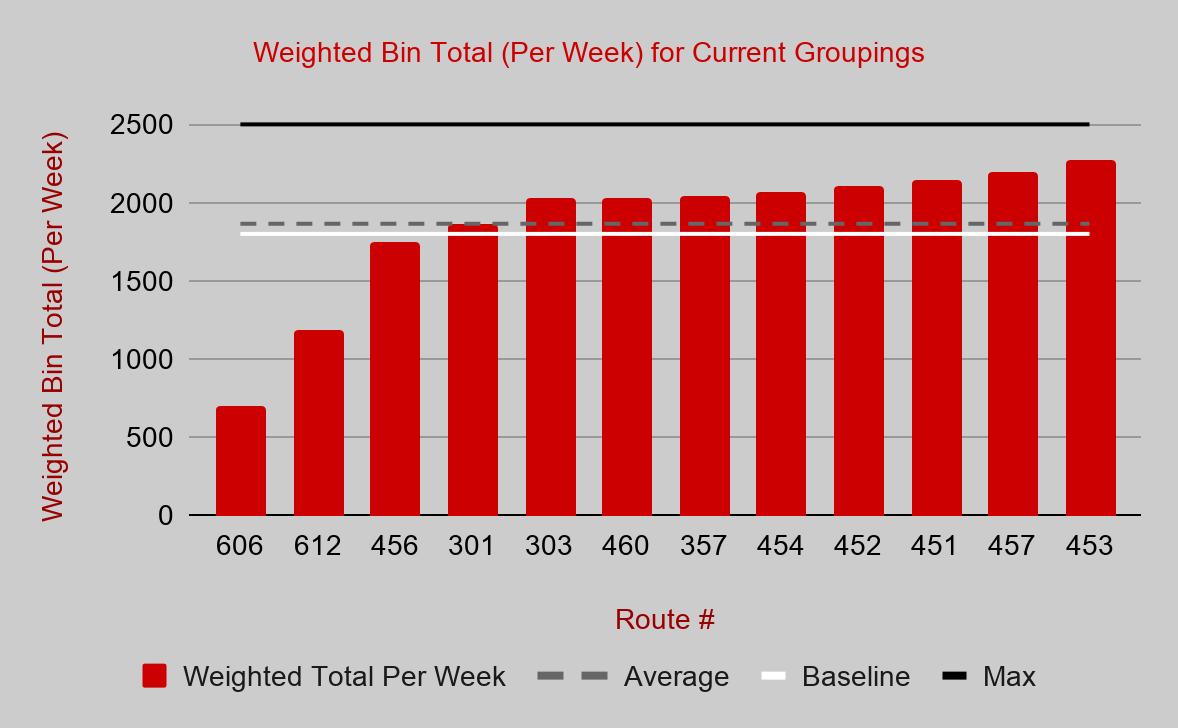 Weighted Bin Total (Per Week) for Current Groupings
Weighted Bin Total (Per Week)
2500
2000
1500
1000
500
0
606 612 456 301 303 460 357 454 452 451 457 453
Route #
Weighted Total Per Week Average Baseline Max